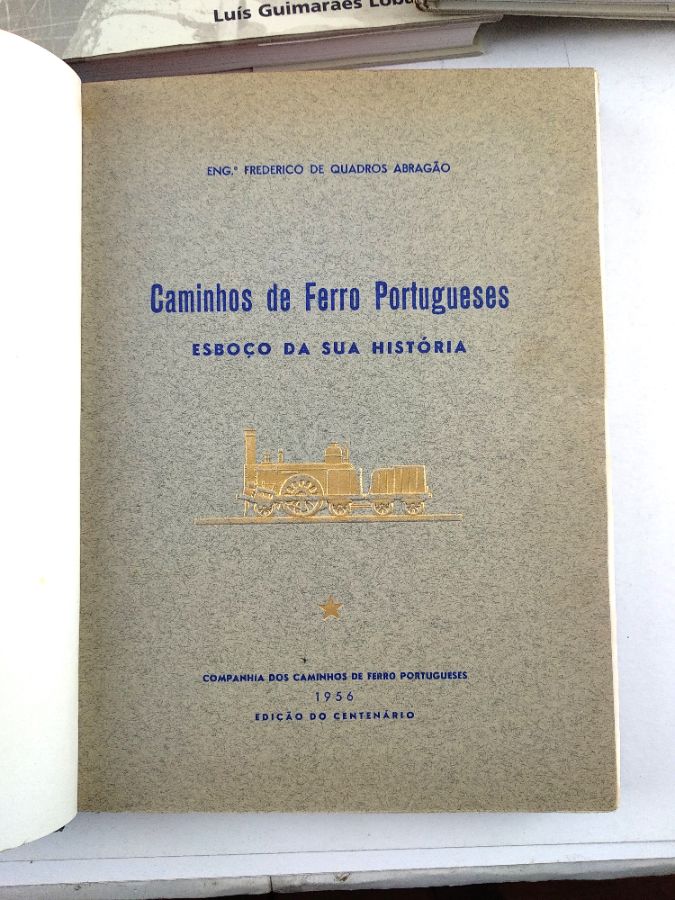 Luís Guimarães
ENG.º FREDERICO DE QUADROS ABRAGÃO
Caminhos de Ferro Portugueses
ESBOÇO DA SUA HISTÓRIA
COMPANHIA DOS CAMINHOS DE FERRO PORTUGUESES
1956
EDIÇÃO DO CENTENÁRIO